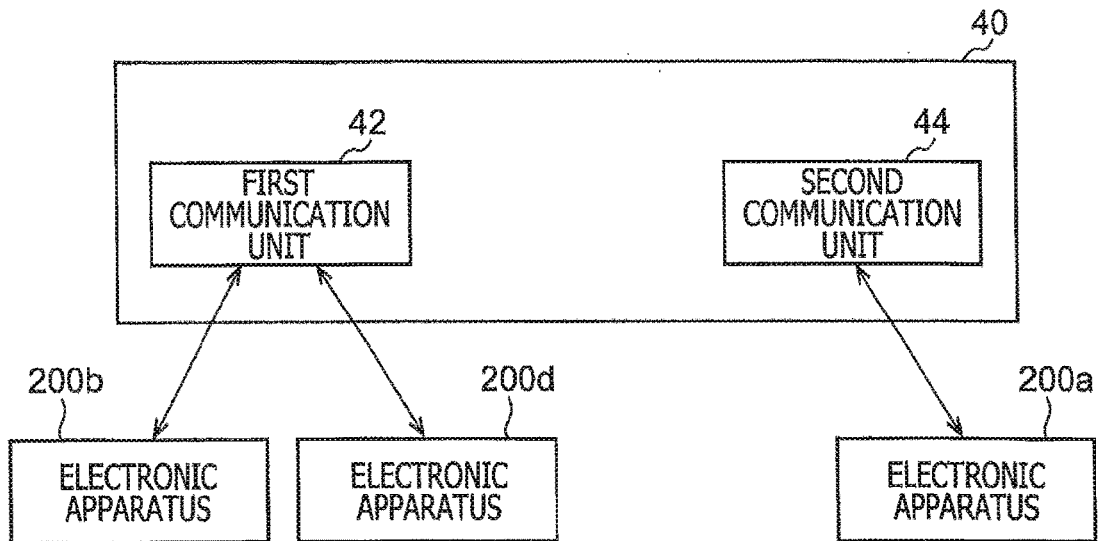 40
42
44
FIRST
COMMUNICATION
UNIT
SECOND
COMMUNICATION
UNIT
200b
200d
200a
ELECTRONIC
APPARATUS
ELECTRONIC
APPARATUS
ELECTRONIC
APPARATUS